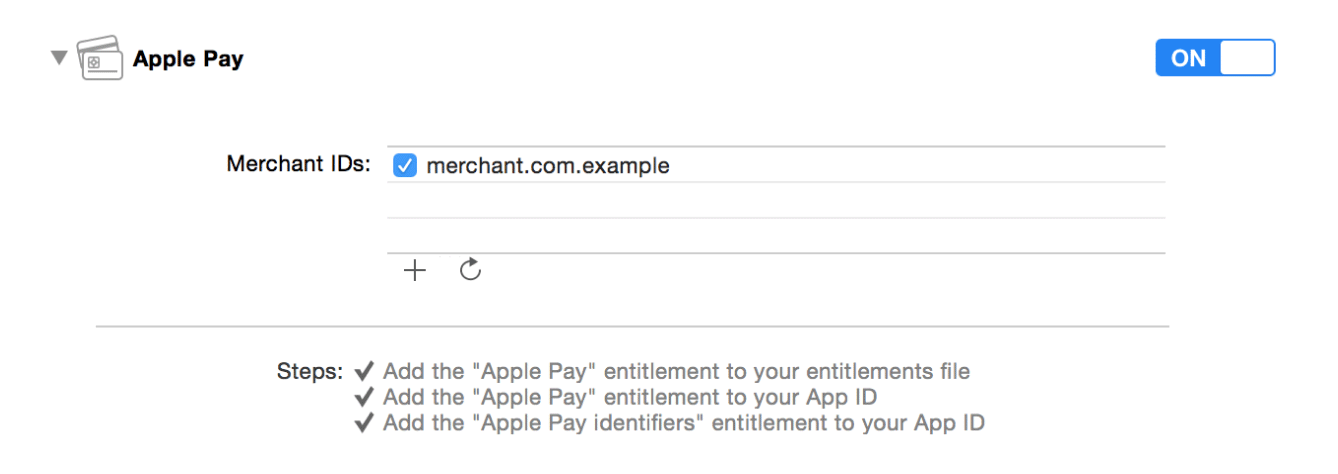 Apple Pay
ON
Merchant IDs: merchant.com.example
Steps: ✓ Add the "Apple Pay" entitlement to your entitlements file
✓ Add the "Apple Pay" entitlement to your App ID
✓ Add the "Apple Pay identifiers" entitlement to your App ID